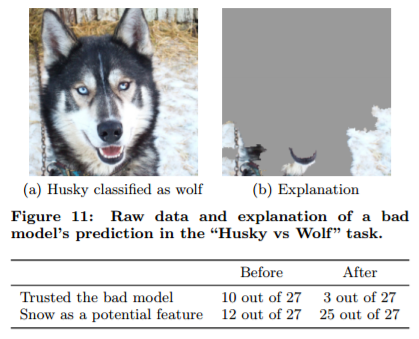 (a) Husky classified as wolf (b) Explanation
Figure 11: Raw data and explanation of a bad
model's prediction in the “Husky vs Wolf” task.
Before After
Trusted the bad model 10 out of 27 3 out of 27
Snow as a potential feature 12 out of 27 25 out of 27